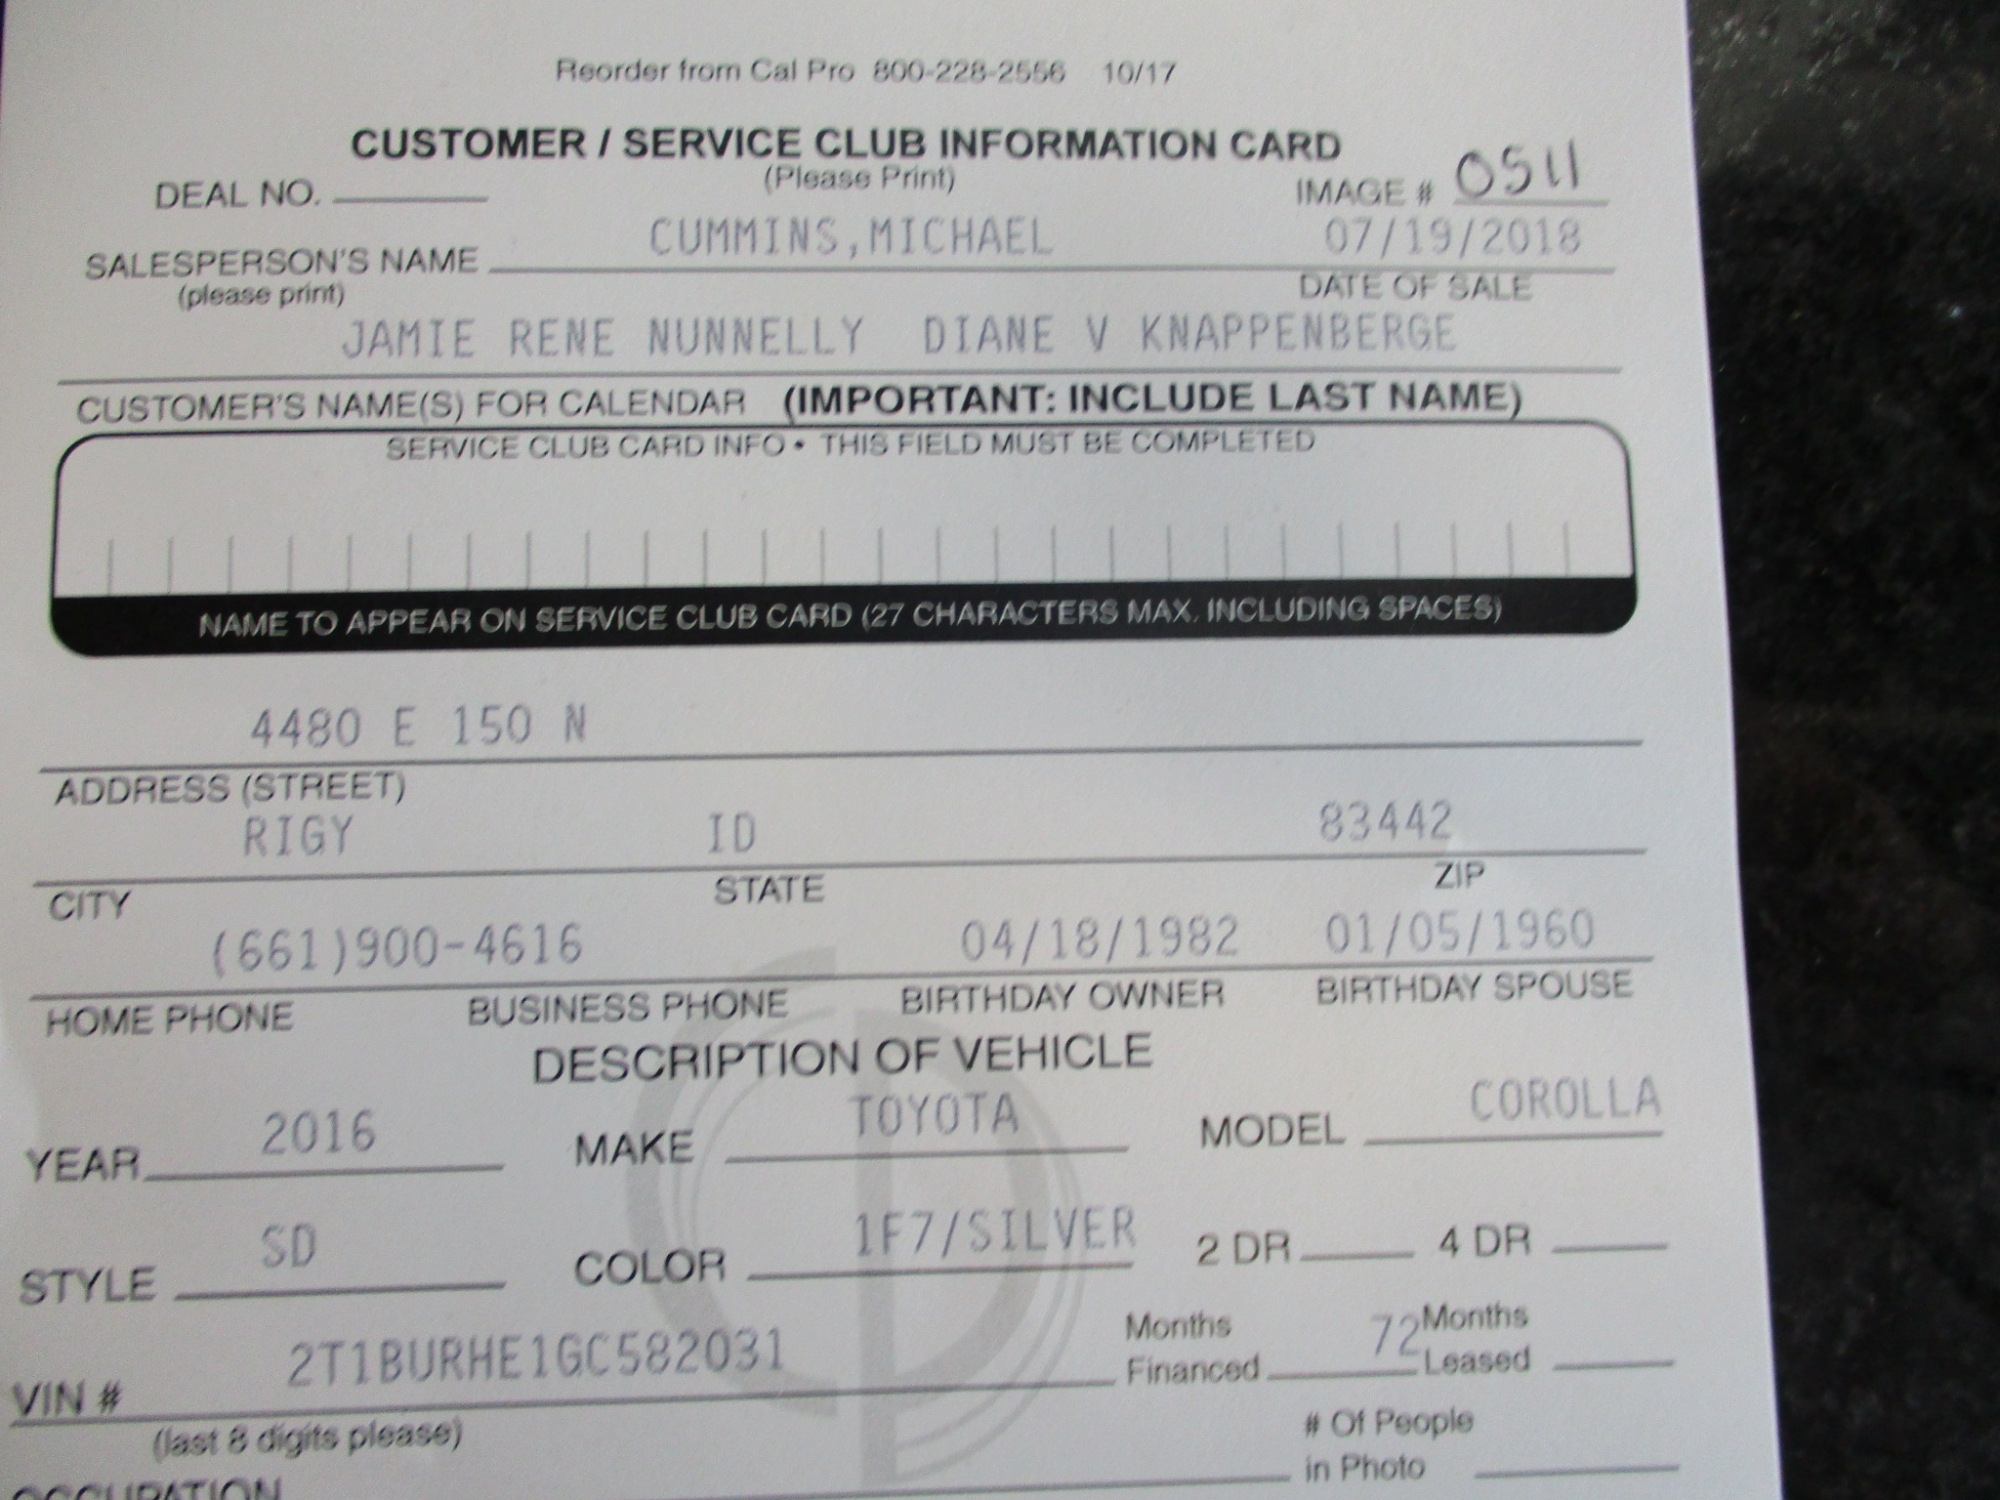 Reorder from Cal Pro 800-228-2556 10/17
CUSTOMER / SERVICE CLUB INFORMATION CARD
(Please Print)
DEAL NO.
IMAGE # 0511
CUMMINS,MICHAEL 07/19/2018
SALESPERSON'S NAME
DATE OF SALE
(please print)
JAMIE RENE NUNNELLY DIANE V KNAPPENBERGE
CUSTOMER'S NAME(S) FOR CALENDAR (IMPORTANT: INCLUDE LAST NAME)
SERVICE CLUB CARD INFO • THIS FIELD MUST BE COMPLETED
NAME TO APPEAR ON SERVICE CLUB CARD (27 CHARACTERS MAX. INCLUDING SPACES)
4480 E 150 N
ADDRESS (STREET)
RIGY ID 83442
CITY STATE ZIP
(661)900-4616 04/18/1982 01/05/1960
HOME PHONE BUSINESS PHONE BIRTHDAY OWNER BIRTHDAY SPOUSE
DESCRIPTION OF VEHICLE
YEAR 2016 MAKE TOYOTA MODEL COROLLA
STYLE SD COLOR 1F7/SILVER 2 DR 4 DR
VIN # 2T1BURHE1GC582031 Months Financed 72 Months Leased
(last 8 digits please)
# Of People
in Photo
OCCUPATION